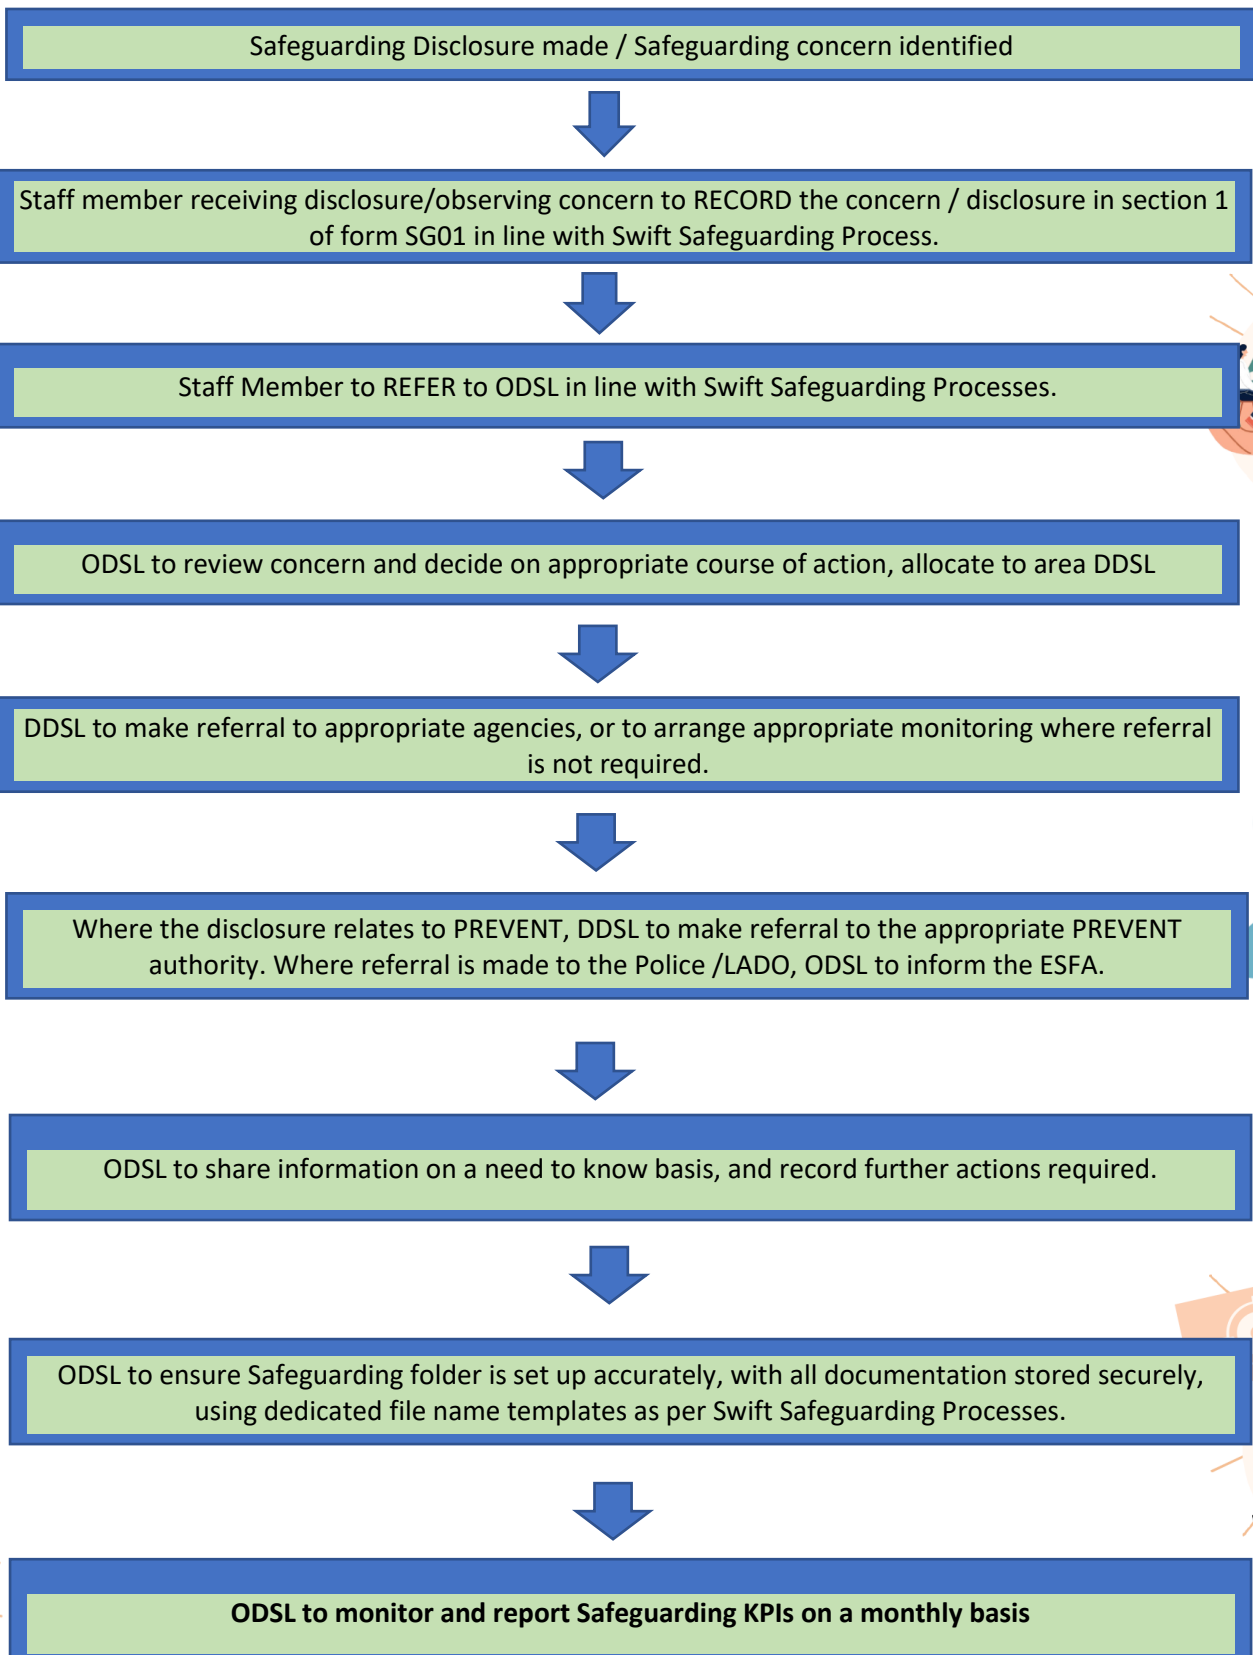 Safeguarding Disclosure made / Safeguarding concern identified
Staff member receiving disclosure/observing concern to RECORD the concern / disclosure in section 1
of form SG01 in line with Swift Safeguarding Process.
Staff Member to REFER to ODSL in line with Swift Safeguarding Processes.
ODSL to review concern and decide on appropriate course of action, allocate to area DDSL
DDSL to make referral to appropriate agencies, or to arrange appropriate monitoring where referral
is not required.
Where the disclosure relates to PREVENT, DDSL to make referral to the appropriate PREVENT
authority. Where referral is made to the Police /LADO, ODSL to inform the ESFA.
ODSL to share information on a need to know basis, and record further actions required.
ODSL to ensure Safeguarding folder is set up accurately, with all documentation stored securely,
using dedicated file name templates as per Swift Safeguarding Processes.
ODSL to monitor and report Safeguarding KPIs on a monthly basis